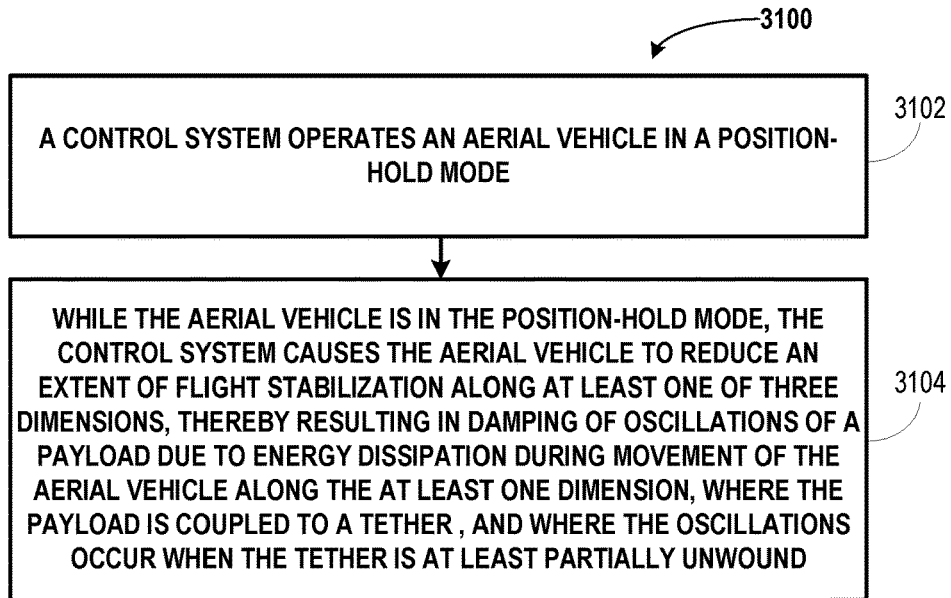 3100
A CONTROL SYSTEM OPERATES AN AERIAL VEHICLE IN A POSITION-
HOLD MODE
3102
WHILE THE AERIAL VEHICLE IS IN THE POSITION-HOLD MODE, THE
CONTROL SYSTEM CAUSES THE AERIAL VEHICLE TO REDUCE AN
EXTENT OF FLIGHT STABILIZATION ALONG AT LEAST ONE OF THREE
DIMENSIONS, THEREBY RESULTING IN DAMPING OF OSCILLATIONS OF A
PAYLOAD DUE TO ENERGY DISSIPATION DURING MOVEMENT OF THE
AERIAL VEHICLE ALONG THE AT LEAST ONE DIMENSION, WHERE THE
PAYLOAD IS COUPLED TO A TETHER , AND WHERE THE OSCILLATIONS
OCCUR WHEN THE TETHER IS AT LEAST PARTIALLY UNWOUND
3104